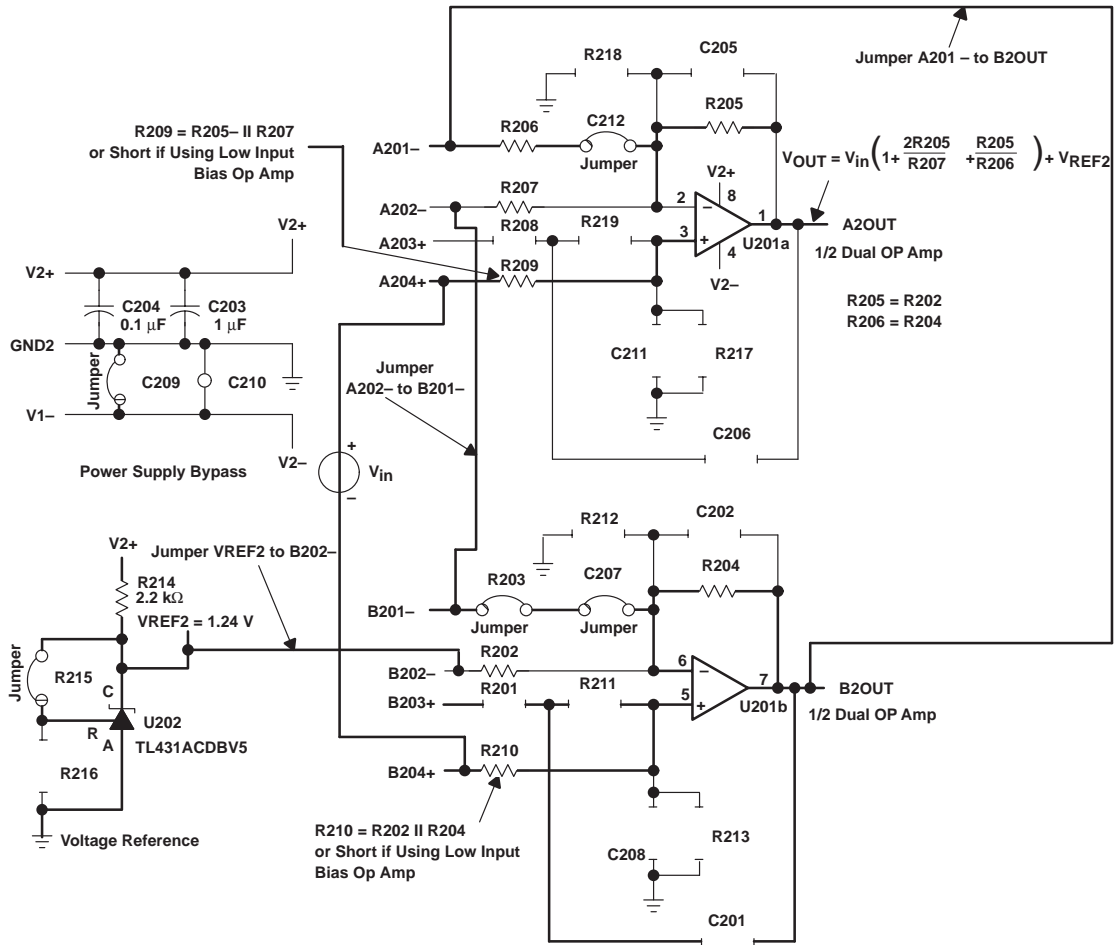 Jumper A201 – to B2OUT
C205
R218
R205
R209 = R205– II R207
or Short if Using Low Input
Bias Op Amp
A201–
R206
C212
Jumper
VOUT = Vin(1+ 2R205/R207 + R205/R206) + VREF2
V2+
8
A202–
R207
2
–
1
A2OUT
A203+
R208
R219
3
+
U201a
1/2 Dual OP Amp
4
A204+
R209
V2–
R205 = R202
R206 = R204
V2+
V2+
C204
0.1 μF
C203
1 μF
GND2
Jumper
C209
C210
V1–
V2–
Power Supply Bypass
Jumper
A202– to B201–
C211
R217
C206
+
Vin
–
C202
R212
R204
V2+
Jumper VREF2 to B202–
R214
2.2 kΩ
VREF2 = 1.24 V
R203
C207
B201–
Jumper
Jumper
Jumper
R215
C
R
A
U202
TL431ACDBV5
R216
Voltage Reference
B202–
R202
6
–
7
B2OUT
B203+
R201
R211
5
+
U201b
1/2 Dual OP Amp
B204+
R210
R210 = R202 II R204
or Short if Using Low Input
Bias Op Amp
C208
R213
C201